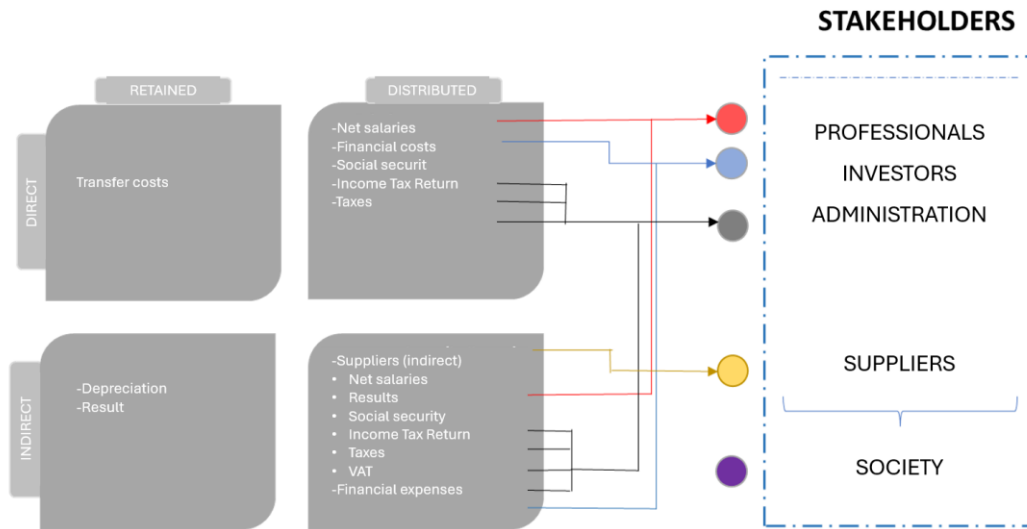 STAKEHOLDERS
RETAINED
DISTRIBUTED
DIRECT
Transfer costs
-Net salaries
-Financial costs
-Social securit
-Income Tax Return
-Taxes
PROFESSIONALS
INVESTORS
ADMINISTRATION
INDIRECT
-Depreciation
-Result
-Suppliers (indirect)
• Net salaries
• Results
• Social security
• Income Tax Return
• Taxes
• VAT
-Financial expenses
SUPPLIERS
SOCIETY